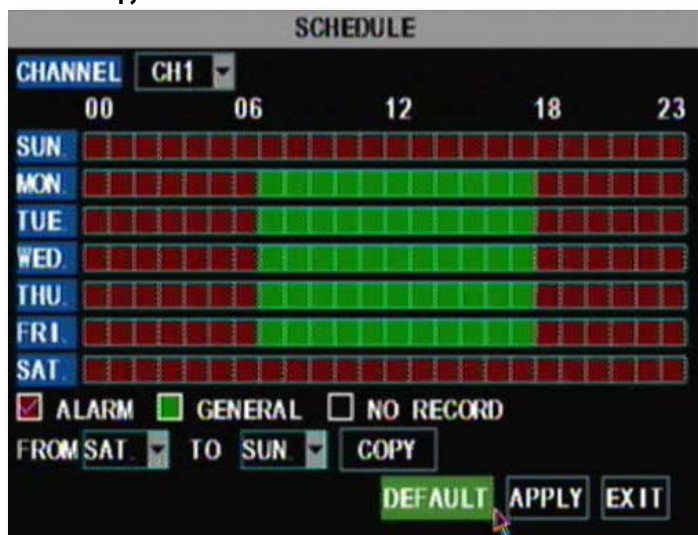 SCHEDULE
CHANNEL CH1
00 06 12 18 23
SUN.
MON.
TUE.
WED.
THU.
FRI.
SAT.
ALARM GENERAL NO RECORD
FROM SAT. TO SUN. COPY
DEFAULT APPLY EXIT